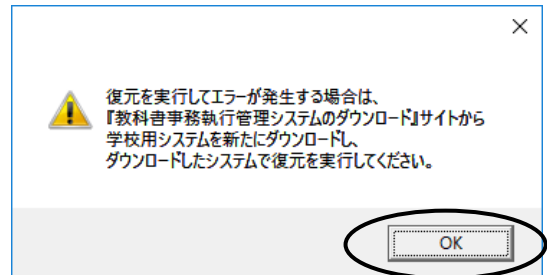 復元を実行してエラーが発生する場合は、
『教科書事務執行管理システムのダウンロード』サイトから
学校用システムを新たにダウンロードし、
ダウンロードしたシステムで復元を実行してください。
OK